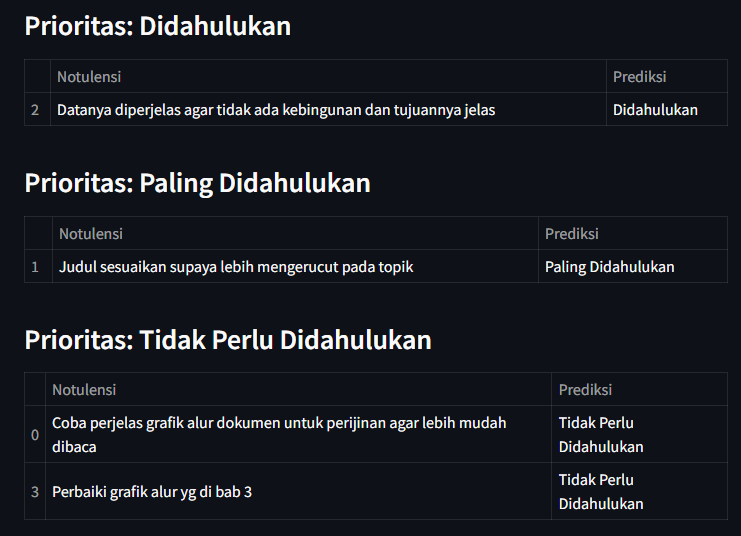 Prioritas: Didahulukan
Notulensi Prediksi
2 Datanya diperjelas agar tidak ada kebingunan dan tujuannya jelas Didahulukan
Prioritas: Paling Didahulukan
Notulensi Prediksi
1 Judul sesuaikan supaya lebih mengerucut pada topik Paling Didahulukan
Prioritas: Tidak Perlu Didahulukan
Notulensi Prediksi
0 Coba perjelas grafik alur dokumen untuk perijinan agar lebih mudah
dibaca
Tidak Perlu
Didahulukan
3 Perbaiki grafik alur yg di bab 3
Tidak Perlu
Didahulukan